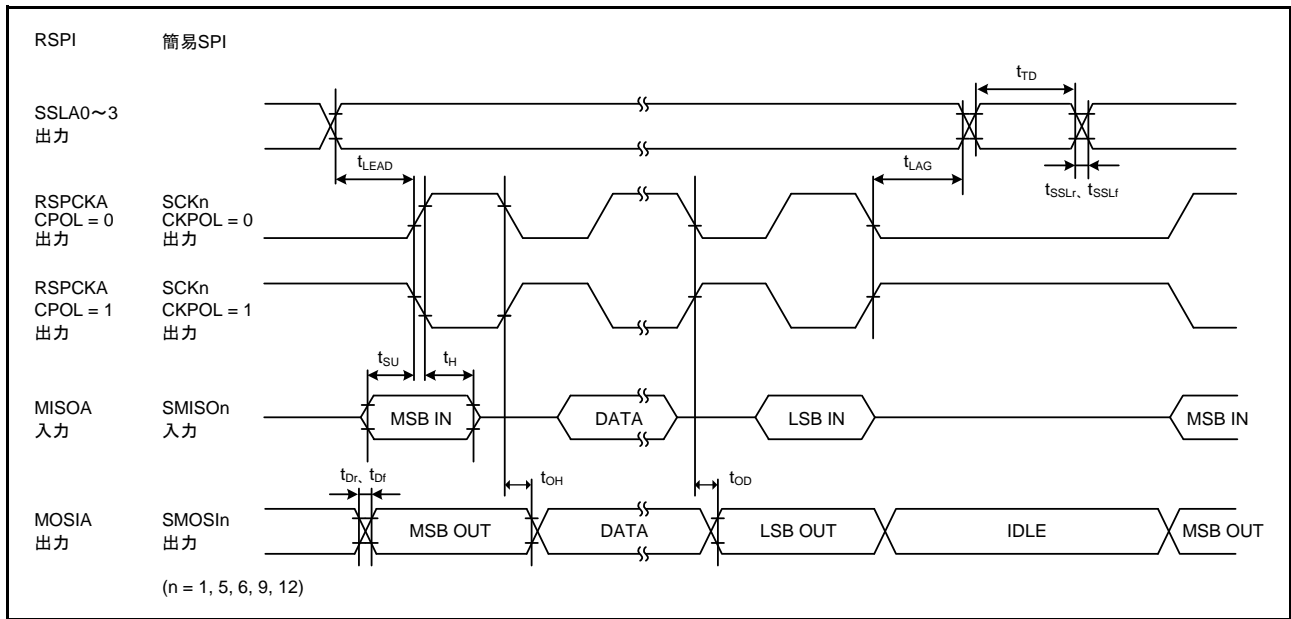 RSPI 簡易SPI
tTD
SSLA0～3
出力
tLEAD
tLAG
tSSLr、tSSLf
RSPCKA SCKn
CPOL = 0 CKPOL = 0
出力 出力
RSPCKA SCKn
CPOL = 1 CKPOL = 1
出力 出力
tSU tH
MISOA SMISOn
入力 入力
MSB IN DATA LSB IN MSB IN
tDr、tDf tOH tOD
MOSIA SMOSIn
出力 出力
MSB OUT DATA LSB OUT IDLE MSB OUT
(n = 1, 5, 6, 9, 12)